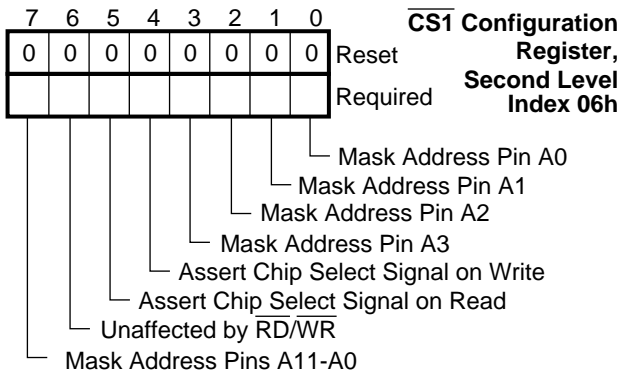 7 6 5 4 3 2 1 0
CS1 Configuration
Register,
Second Level
Index 06h
0 0 0 0 0 0 0 0 Reset
Required
Mask Address Pin A0
Mask Address Pin A1
Mask Address Pin A2
Mask Address Pin A3
Assert Chip Select Signal on Write
Assert Chip Select Signal on Read
Unaffected by RD/WR
Mask Address Pins A11-A0